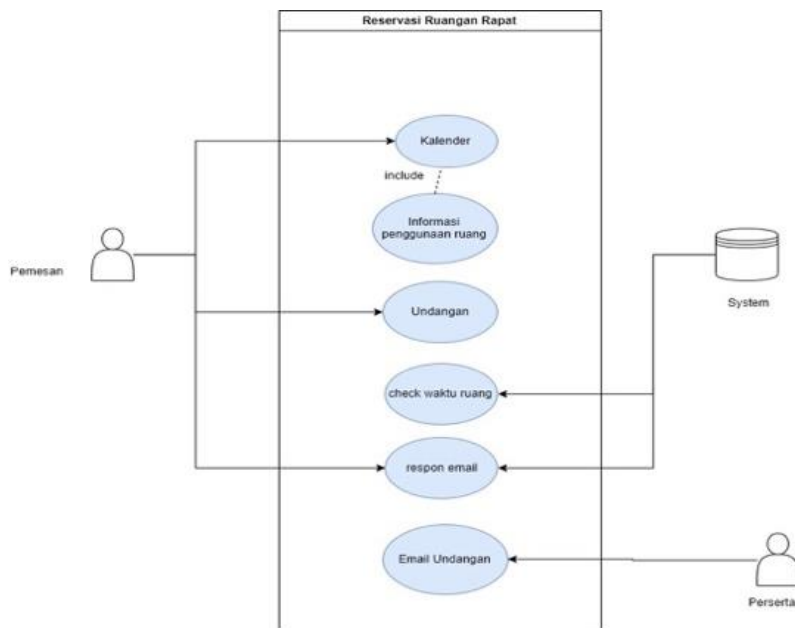 Reservasi Ruangan Rapat
Kalender
include
Informasi
penggunaan ruang
Pemesan
Undangan
System
check waktu ruang
respon email
Email Undangan
Perserta